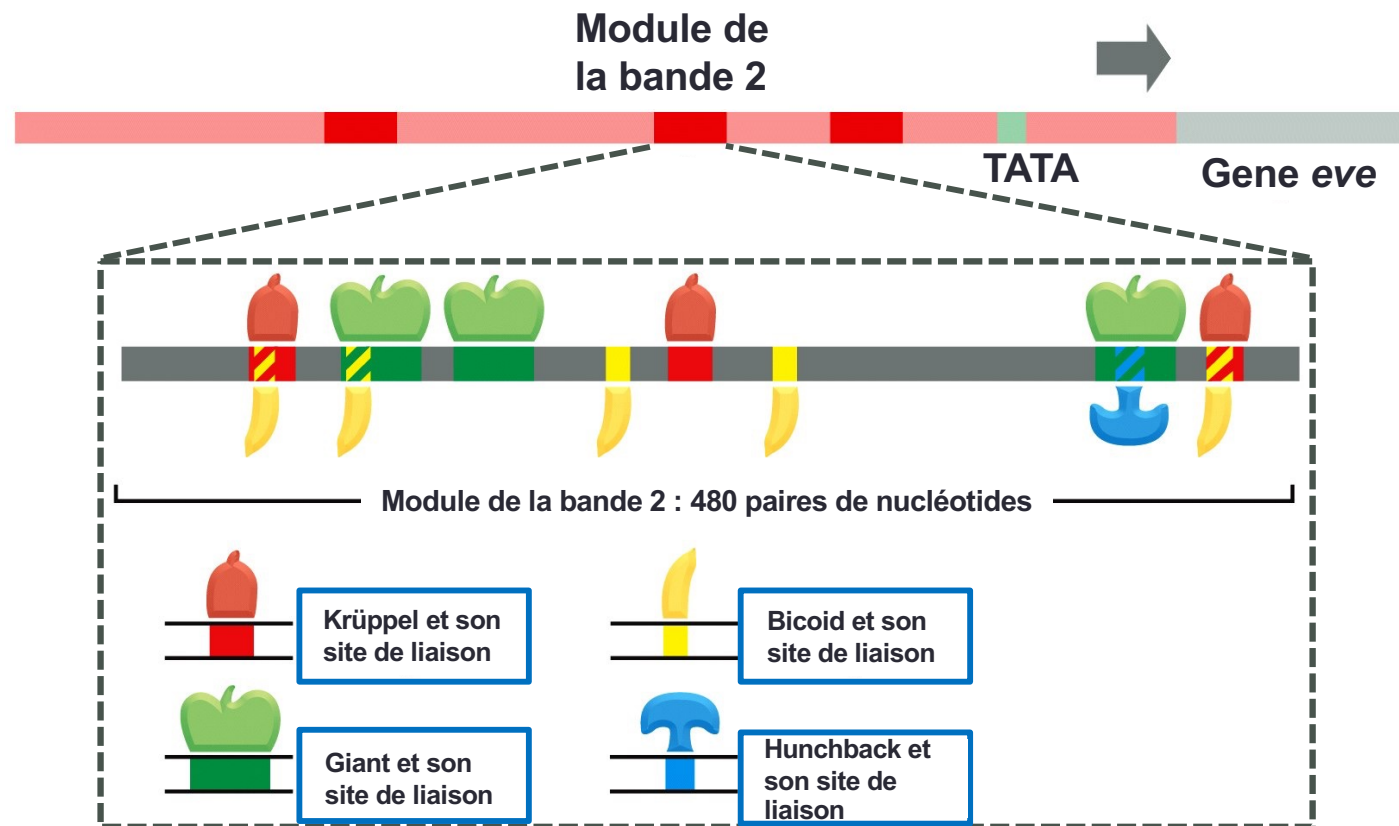 Module de
la bande 2
TATA
Gene eve
Module de la bande 2 : 480 paires de nucléotides
Krüppel et son
site de liaison
Bicoid et son
site de liaison
Giant et son
site de liaison
Hunchback et
son site de
liaison